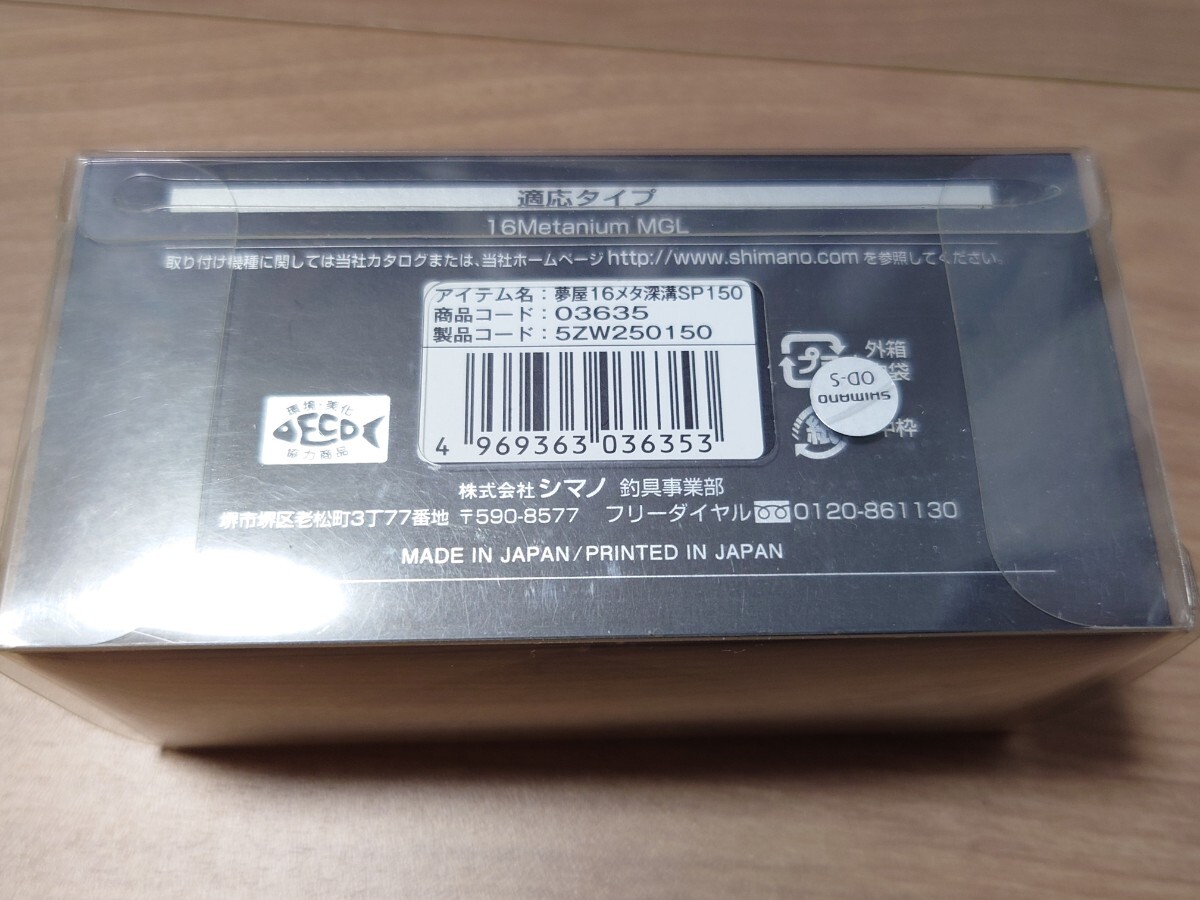 適応タイプ
16Metanium MGL
取り付け機種に関しては当社カタログまたは、当社ホームページ http://www.shimano.com を参照してください。
アイテム名：夢屋16メタ深溝SP150
商品コード：03635
製品コード：5ZW250150
4 969363 036353
環境・美化
ECO
協力商品
プラ
外箱
袋
OD-S
SHIMANO
紙
中枠
株式会社 シマノ 釣具事業部
堺市堺区老松町3丁77番地 〒590-8577 フリーダイヤル 0120-861130
MADE IN JAPAN/PRINTED IN JAPAN